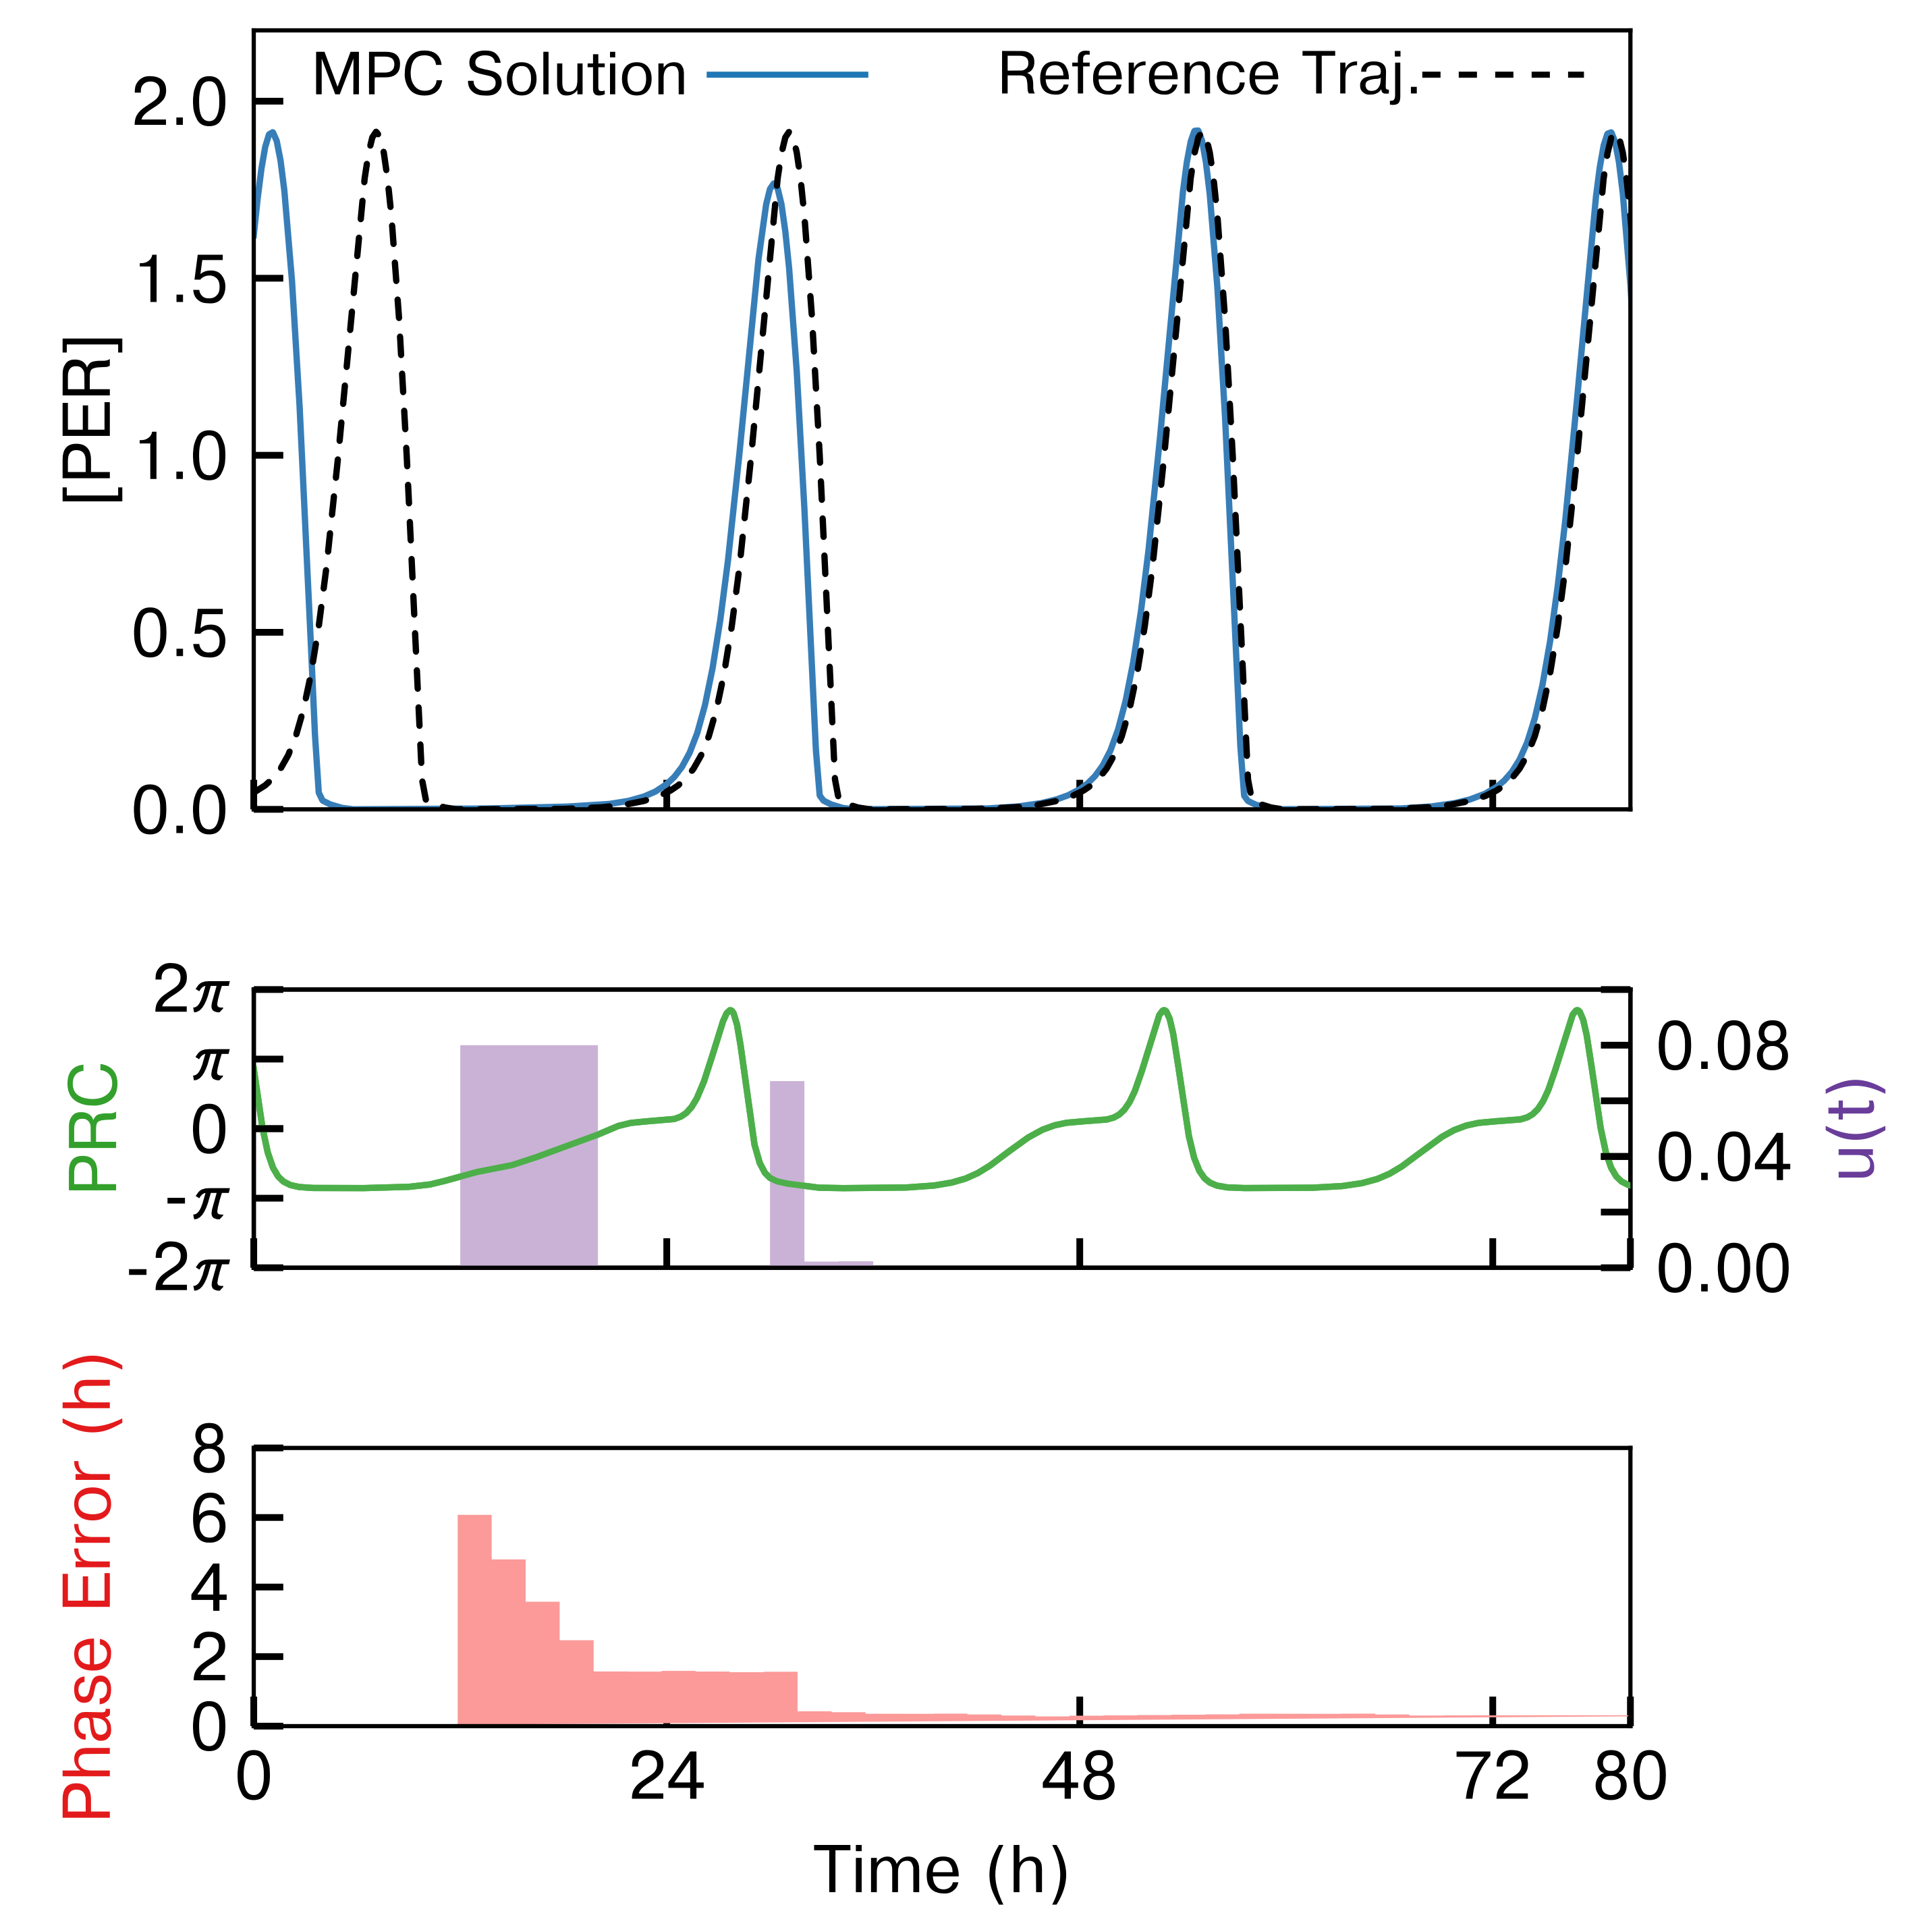 MPC Solution
Reference Traj.
[PER]
2.0
1.5
1.0
0.5
0.0
PRC
2π
π
0
-π
-2π
u(t)
0.08
0.04
0.00
Phase Error (h)
8
6
4
2
0
0 24 48 72 80
Time (h)